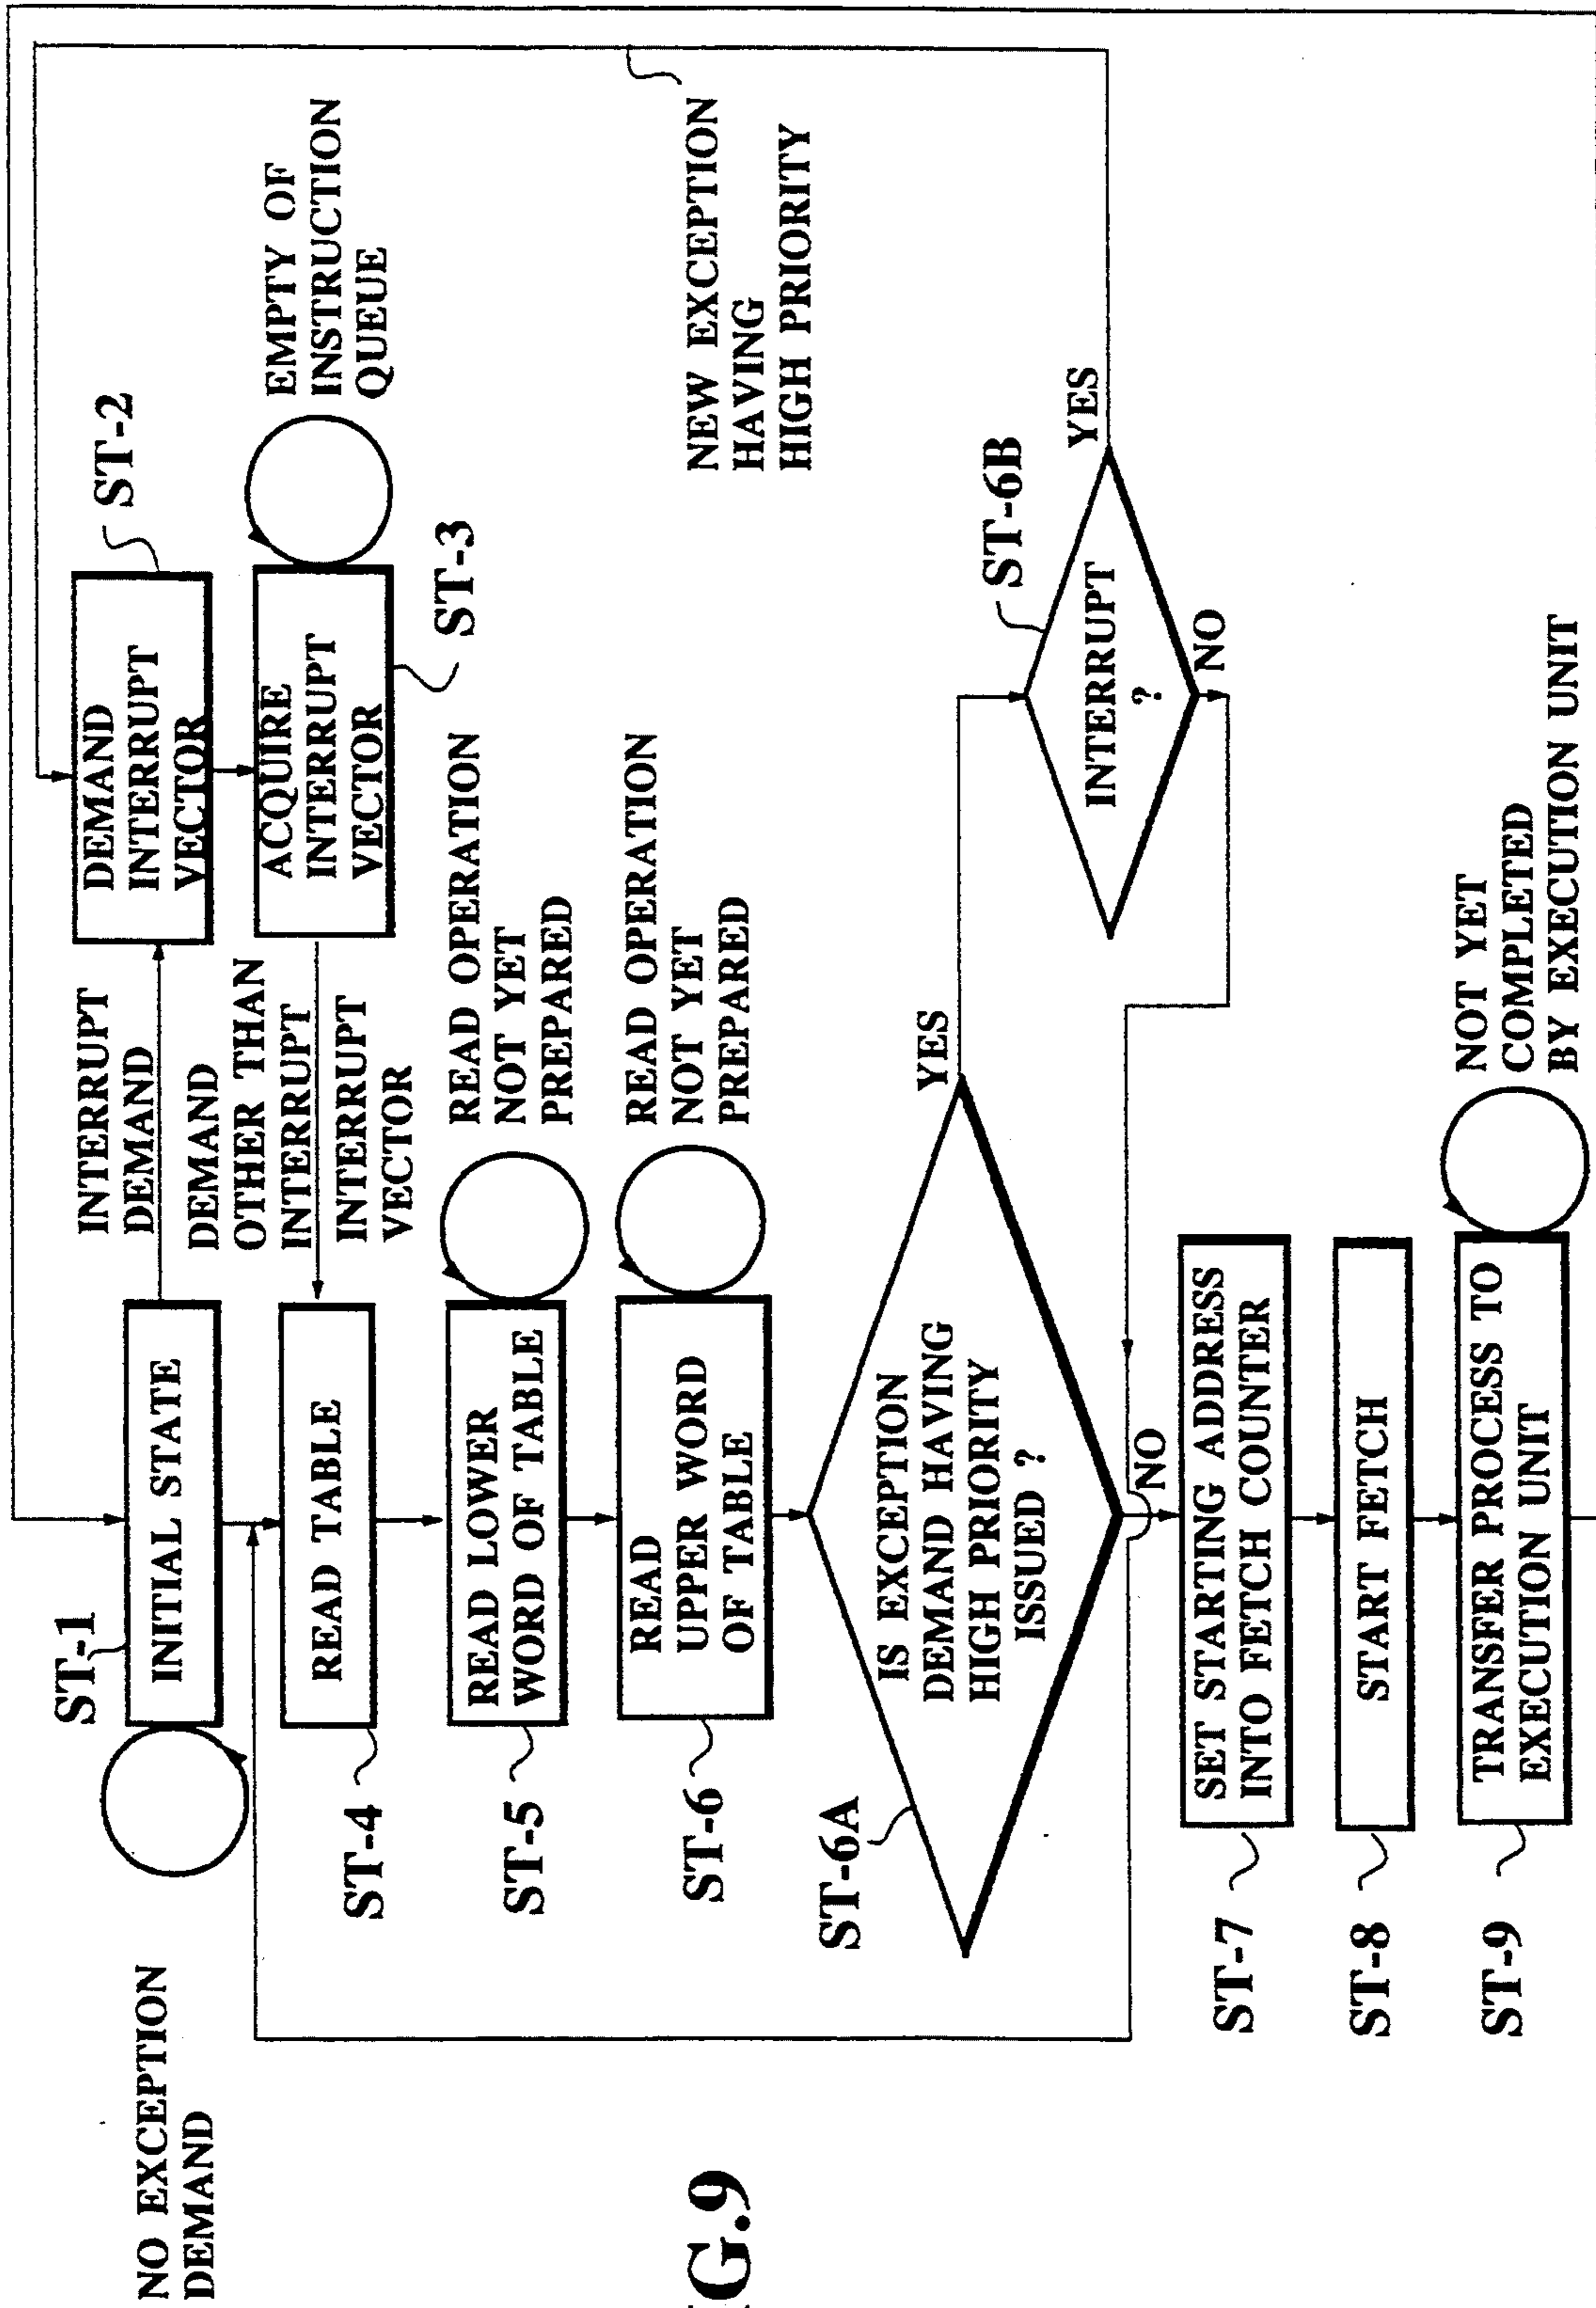 NO EXCEPTION
DEMAND
ST-1
INITIAL STATE
INTERRUPT
DEMAND
DEMAND
INTERRUPT
VECTOR
ST-2
DEMAND
OTHER THAN
INTERRUPT
INTERRUPT
VECTOR
ACQUIRE
INTERRUPT
VECTOR
ST-3
EMPTY OF
INSTRUCTION
QUEUE
ST-4
READ TABLE
ST-5
READ LOWER
WORD OF TABLE
READ OPERATION
NOT YET
PREPARED
ST-6
READ
UPPER WORD
OF TABLE
READ OPERATION
NOT YET
PREPARED
NEW EXCEPTION
HAVING
HIGH PRIORITY
ST-6A
IS EXCEPTION
DEMAND HAVING
HIGH PRIORITY
ISSUED ?
YES
NO
ST-6B
INTERRUPT
?
YES
NO
ST-7
SET STARTING ADDRESS
INTO FETCH COUNTER
ST-8
START FETCH
ST-9
TRANSFER PROCESS TO
EXECUTION UNIT
NOT YET
COMPLETED
BY EXECUTION UNIT
G.9